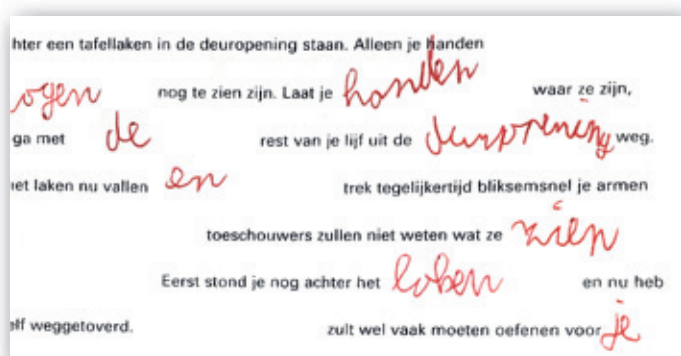 hter een tafellaken in de deuropening staan. Alleen je handen
ogen nog te zien zijn. Laat je handen waar ze zijn,
ga met de rest van je lijf uit de deuropening weg.
het laken nu vallen en trek tegelijkertijd bliksemsnel je armen
toeschouwers zullen niet weten wat ze zien
Eerst stond je nog achter het laken en nu heb
elf weggetoverd. zult wel vaak moeten oefenen voor je